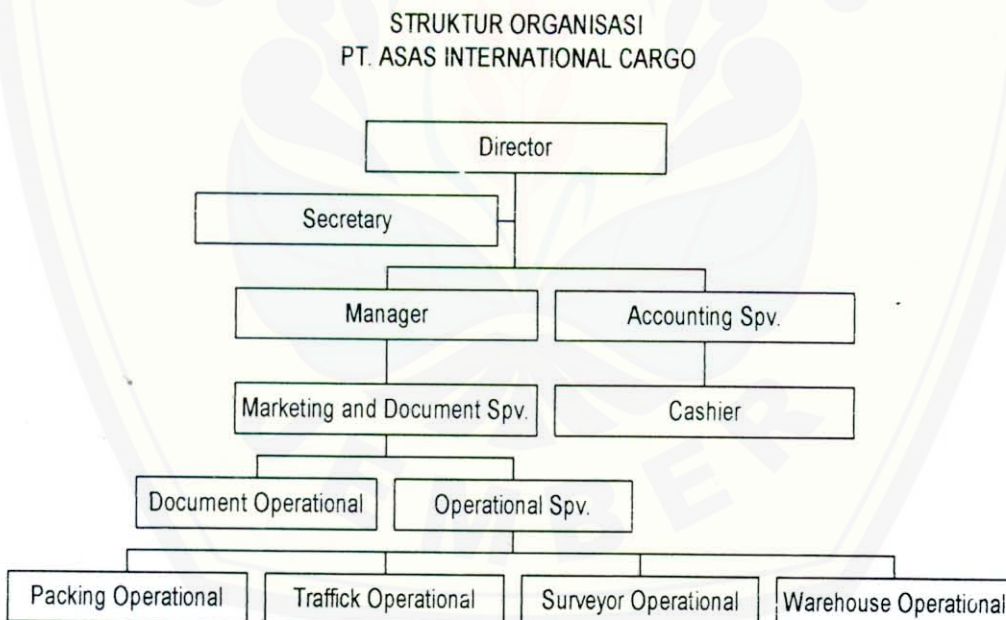 STRUKTUR ORGANISASI
PT. ASAS INTERNATIONAL CARGO
Director
Secretary
Manager
Accounting Spv.
Marketing and Document Spv.
Cashier
Document Operational
Operational Spv.
Packing Operational
Traffick Operational
Surveyor Operational
Warehouse Operational